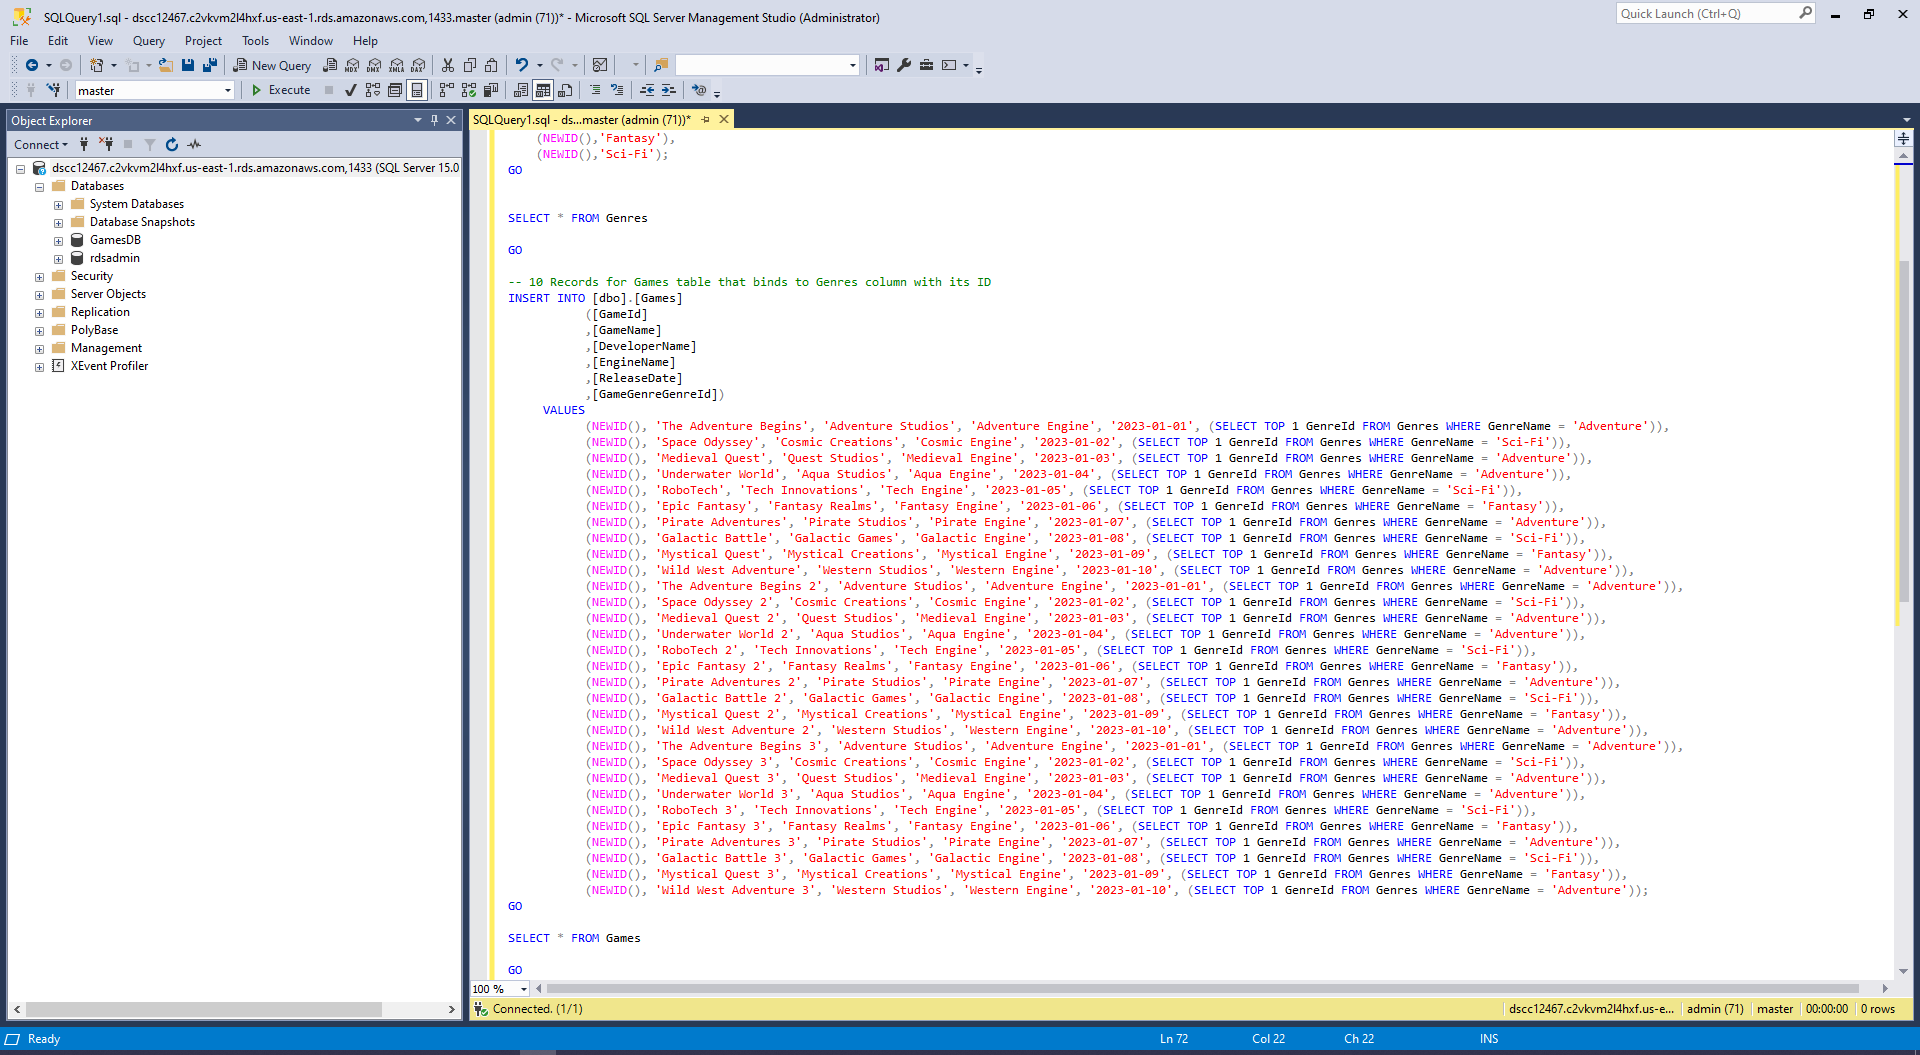 SQLQuery1.sql - dscc12467.c2vkvm2l4hxf.us-east-1.rds.amazonaws.com,1433.master (admin (71))* - Microsoft SQL Server Management Studio (Administrator)
Quick Launch (Ctrl+Q)
File Edit View Query Project Tools Window Help
New Query MDX DMX XMLA DAX
master Execute
Object Explorer
SQLQuery1.sql - ds...master (admin (71))*
Connect
dscc12467.c2vkvm2l4hxf.us-east-1.rds.amazonaws.com,1433 (SQL Server 15.0
Databases
System Databases
Database Snapshots
GamesDB
rdsadmin
Security
Server Objects
Replication
PolyBase
Management
XEvent Profiler
(NEWID(),'Fantasy'),
(NEWID(),'Sci-Fi');
GO
SELECT * FROM Genres
GO
-- 10 Records for Games table that binds to Genres column with its ID
INSERT INTO [dbo].[Games]
([GameId]
,[GameName]
,[DeveloperName]
,[EngineName]
,[ReleaseDate]
,[GameGenreGenreId])
VALUES
(NEWID(), 'The Adventure Begins', 'Adventure Studios', 'Adventure Engine', '2023-01-01', (SELECT TOP 1 GenreId FROM Genres WHERE GenreName = 'Adventure')),
(NEWID(), 'Space Odyssey', 'Cosmic Creations', 'Cosmic Engine', '2023-01-02', (SELECT TOP 1 GenreId FROM Genres WHERE GenreName = 'Sci-Fi')),
(NEWID(), 'Medieval Quest', 'Quest Studios', 'Medieval Engine', '2023-01-03', (SELECT TOP 1 GenreId FROM Genres WHERE GenreName = 'Adventure')),
(NEWID(), 'Underwater World', 'Aqua Studios', 'Aqua Engine', '2023-01-04', (SELECT TOP 1 GenreId FROM Genres WHERE GenreName = 'Adventure')),
(NEWID(), 'RoboTech', 'Tech Innovations', 'Tech Engine', '2023-01-05', (SELECT TOP 1 GenreId FROM Genres WHERE GenreName = 'Sci-Fi')),
(NEWID(), 'Epic Fantasy', 'Fantasy Realms', 'Fantasy Engine', '2023-01-06', (SELECT TOP 1 GenreId FROM Genres WHERE GenreName = 'Fantasy')),
(NEWID(), 'Pirate Adventures', 'Pirate Studios', 'Pirate Engine', '2023-01-07', (SELECT TOP 1 GenreId FROM Genres WHERE GenreName = 'Adventure')),
(NEWID(), 'Galactic Battle', 'Galactic Games', 'Galactic Engine', '2023-01-08', (SELECT TOP 1 GenreId FROM Genres WHERE GenreName = 'Sci-Fi')),
(NEWID(), 'Mystical Quest', 'Mystical Creations', 'Mystical Engine', '2023-01-09', (SELECT TOP 1 GenreId FROM Genres WHERE GenreName = 'Fantasy')),
(NEWID(), 'Wild West Adventure', 'Western Studios', 'Western Engine', '2023-01-10', (SELECT TOP 1 GenreId FROM Genres WHERE GenreName = 'Adventure')),
(NEWID(), 'The Adventure Begins 2', 'Adventure Studios', 'Adventure Engine', '2023-01-01', (SELECT TOP 1 GenreId FROM Genres WHERE GenreName = 'Adventure')),
(NEWID(), 'Space Odyssey 2', 'Cosmic Creations', 'Cosmic Engine', '2023-01-02', (SELECT TOP 1 GenreId FROM Genres WHERE GenreName = 'Sci-Fi')),
(NEWID(), 'Medieval Quest 2', 'Quest Studios', 'Medieval Engine', '2023-01-03', (SELECT TOP 1 GenreId FROM Genres WHERE GenreName = 'Adventure')),
(NEWID(), 'Underwater World 2', 'Aqua Studios', 'Aqua Engine', '2023-01-04', (SELECT TOP 1 GenreId FROM Genres WHERE GenreName = 'Adventure')),
(NEWID(), 'RoboTech 2', 'Tech Innovations', 'Tech Engine', '2023-01-05', (SELECT TOP 1 GenreId FROM Genres WHERE GenreName = 'Sci-Fi')),
(NEWID(), 'Epic Fantasy 2', 'Fantasy Realms', 'Fantasy Engine', '2023-01-06', (SELECT TOP 1 GenreId FROM Genres WHERE GenreName = 'Fantasy')),
(NEWID(), 'Pirate Adventures 2', 'Pirate Studios', 'Pirate Engine', '2023-01-07', (SELECT TOP 1 GenreId FROM Genres WHERE GenreName = 'Adventure')),
(NEWID(), 'Galactic Battle 2', 'Galactic Games', 'Galactic Engine', '2023-01-08', (SELECT TOP 1 GenreId FROM Genres WHERE GenreName = 'Sci-Fi')),
(NEWID(), 'Mystical Quest 2', 'Mystical Creations', 'Mystical Engine', '2023-01-09', (SELECT TOP 1 GenreId FROM Genres WHERE GenreName = 'Fantasy')),
(NEWID(), 'Wild West Adventure 2', 'Western Studios', 'Western Engine', '2023-01-10', (SELECT TOP 1 GenreId FROM Genres WHERE GenreName = 'Adventure')),
(NEWID(), 'The Adventure Begins 3', 'Adventure Studios', 'Adventure Engine', '2023-01-01', (SELECT TOP 1 GenreId FROM Genres WHERE GenreName = 'Adventure')),
(NEWID(), 'Space Odyssey 3', 'Cosmic Creations', 'Cosmic Engine', '2023-01-02', (SELECT TOP 1 GenreId FROM Genres WHERE GenreName = 'Sci-Fi')),
(NEWID(), 'Medieval Quest 3', 'Quest Studios', 'Medieval Engine', '2023-01-03', (SELECT TOP 1 GenreId FROM Genres WHERE GenreName = 'Adventure')),
(NEWID(), 'Underwater World 3', 'Aqua Studios', 'Aqua Engine', '2023-01-04', (SELECT TOP 1 GenreId FROM Genres WHERE GenreName = 'Adventure')),
(NEWID(), 'RoboTech 3', 'Tech Innovations', 'Tech Engine', '2023-01-05', (SELECT TOP 1 GenreId FROM Genres WHERE GenreName = 'Sci-Fi')),
(NEWID(), 'Epic Fantasy 3', 'Fantasy Realms', 'Fantasy Engine', '2023-01-06', (SELECT TOP 1 GenreId FROM Genres WHERE GenreName = 'Fantasy')),
(NEWID(), 'Pirate Adventures 3', 'Pirate Studios', 'Pirate Engine', '2023-01-07', (SELECT TOP 1 GenreId FROM Genres WHERE GenreName = 'Adventure')),
(NEWID(), 'Galactic Battle 3', 'Galactic Games', 'Galactic Engine', '2023-01-08', (SELECT TOP 1 GenreId FROM Genres WHERE GenreName = 'Sci-Fi')),
(NEWID(), 'Mystical Quest 3', 'Mystical Creations', 'Mystical Engine', '2023-01-09', (SELECT TOP 1 GenreId FROM Genres WHERE GenreName = 'Fantasy')),
(NEWID(), 'Wild West Adventure 3', 'Western Studios', 'Western Engine', '2023-01-10', (SELECT TOP 1 GenreId FROM Genres WHERE GenreName = 'Adventure'));
GO
SELECT * FROM Games
GO
100 %
Connected. (1/1) dscc12467.c2vkvm2l4hxf.us-e... admin (71) master 00:00:00 0 rows
Ready Ln 72 Col 22 Ch 22 INS